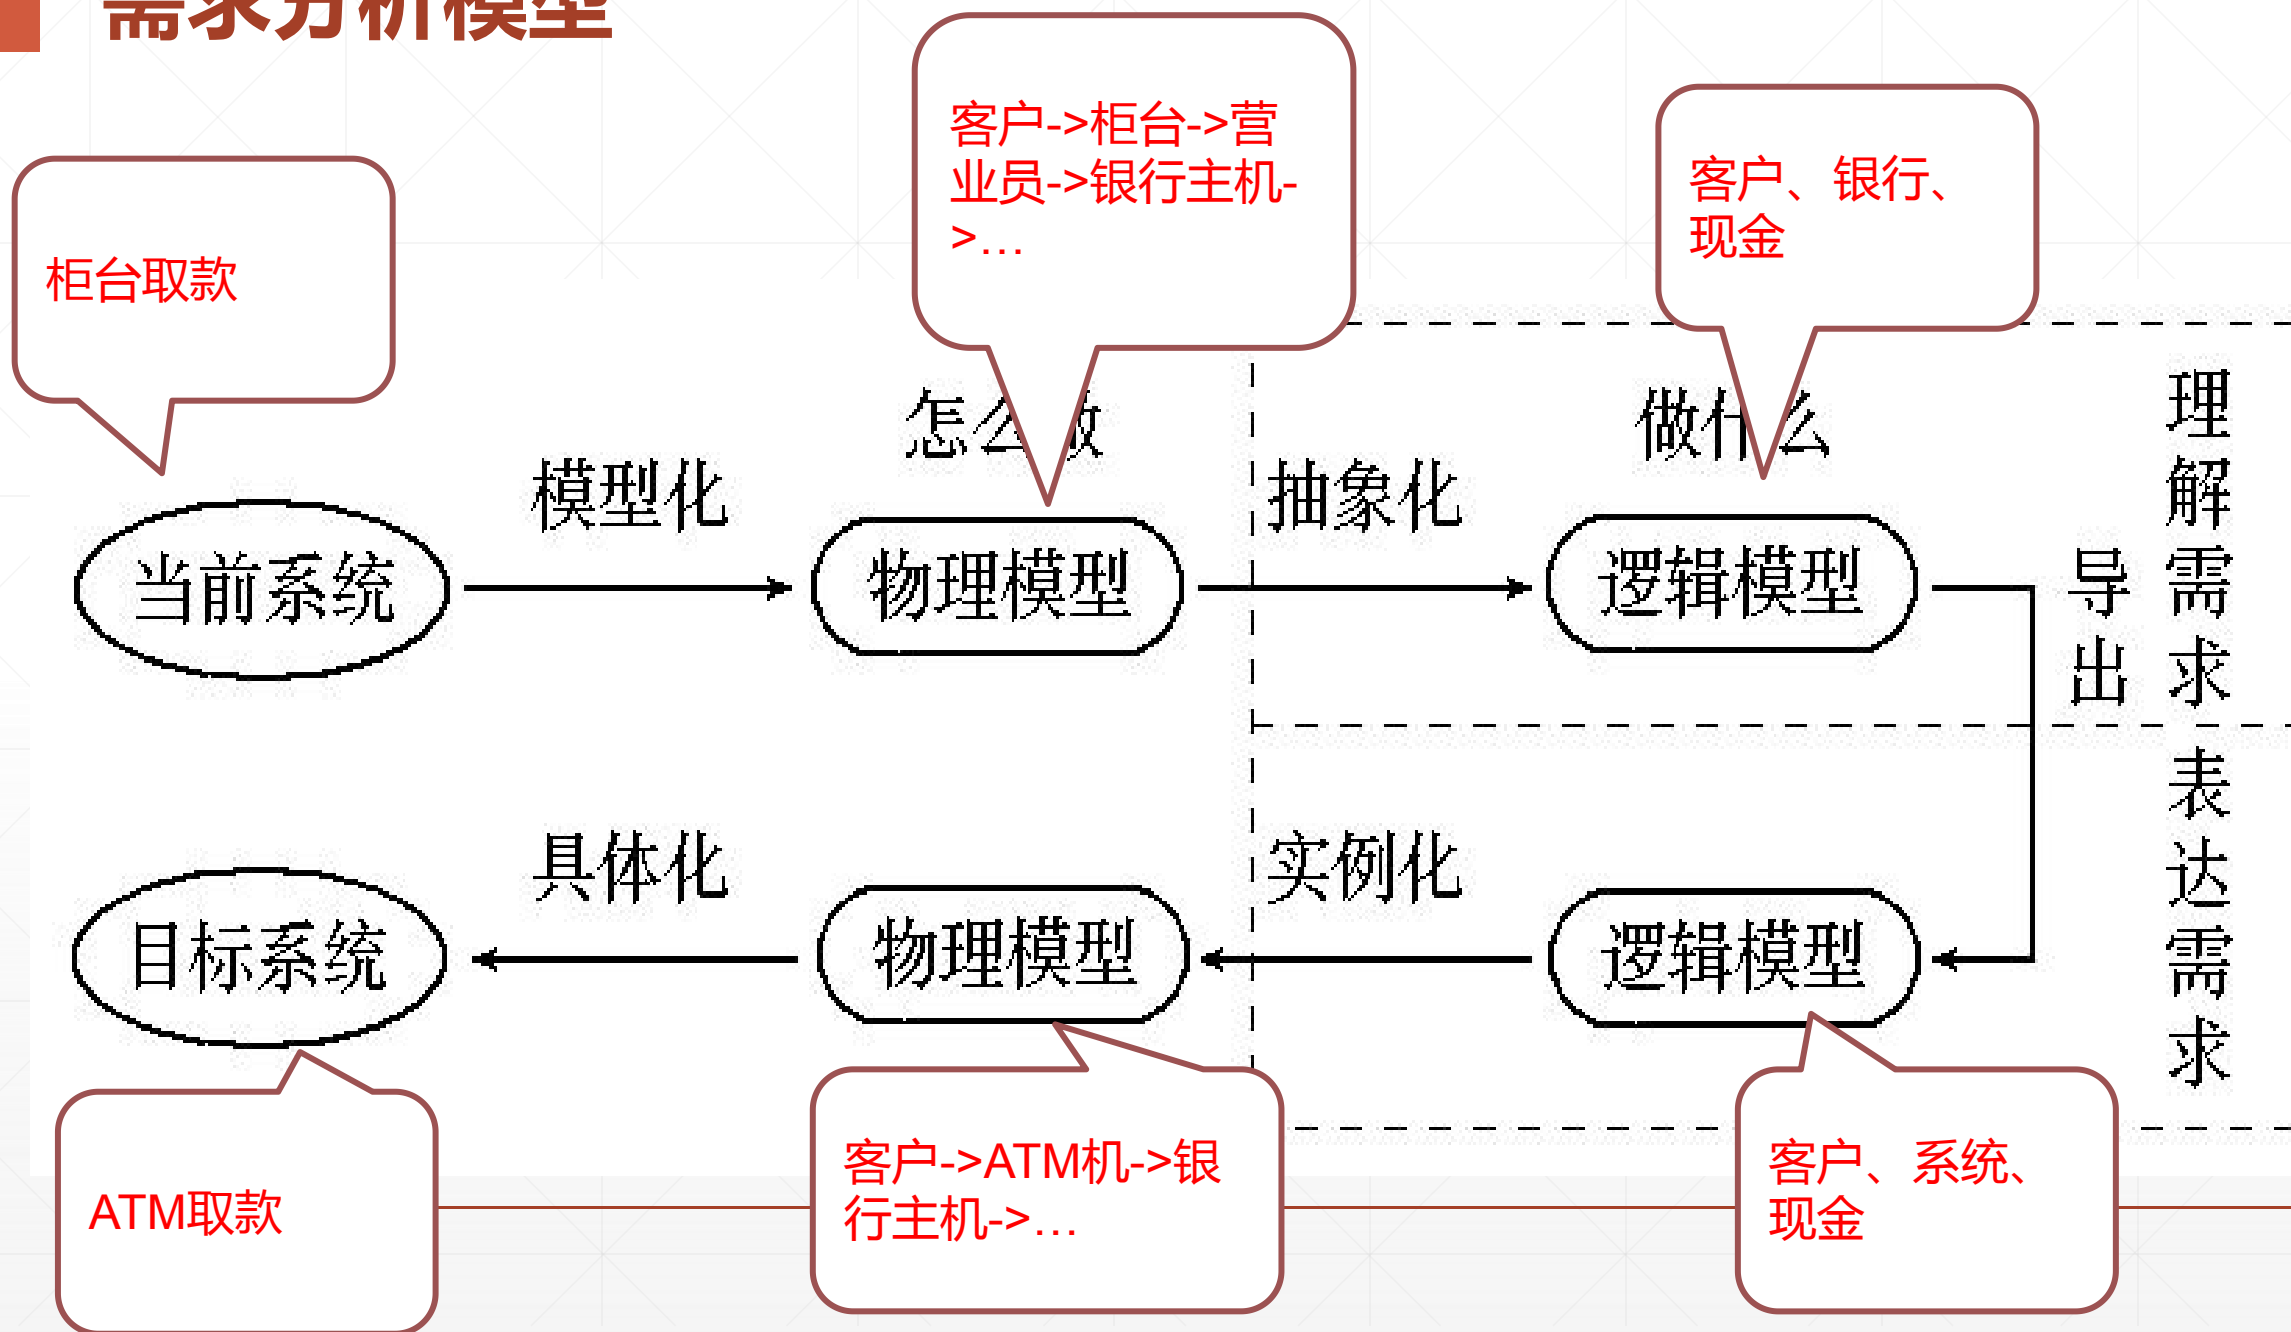 需求分析模型
客户->柜台->营
业员->银行主机-
>…
客户、银行、
现金
柜台取款
怎么做
做什么
模型化
抽象化
当前系统
物理模型
逻辑模型
导出
理解需求
具体化
实例化
目标系统
物理模型
逻辑模型
表达需求
ATM取款
客户->ATM机->银
行主机->…
客户、系统、
现金